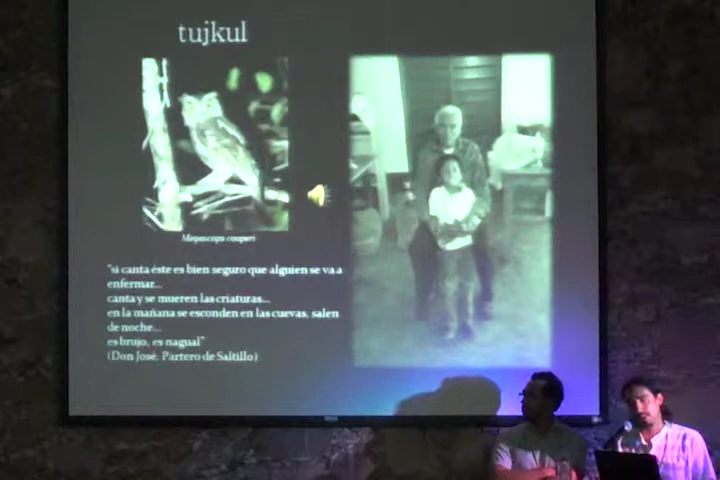 tujkul
Megascops cooperi
"si canta éste es bien seguro que alguien se va a
enfermar...
canta y se mueren las criaturas...
en la mañana se esconden en las cuevas, salen
de noche...
es brujo, es nagual"
(Don José, Partero de Saltillo)